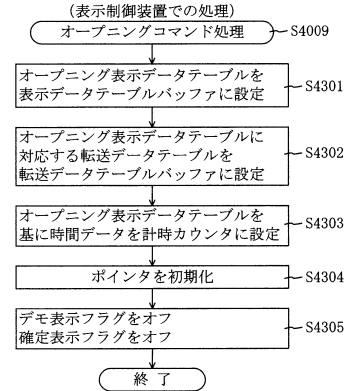 (表示制御装置での処理)
オープニングコマンド処理
S4009
オープニング表示データテーブルを
表示データテーブルバッファに設定
S4301
オープニング表示データテーブルに
対応する転送データテーブルを
転送データテーブルバッファに設定
S4302
オープニング表示データテーブルを
基に時間データを計時カウンタに設定
S4303
ポインタを初期化
S4304
デモ表示フラグをオフ
確定表示フラグをオフ
S4305
終了